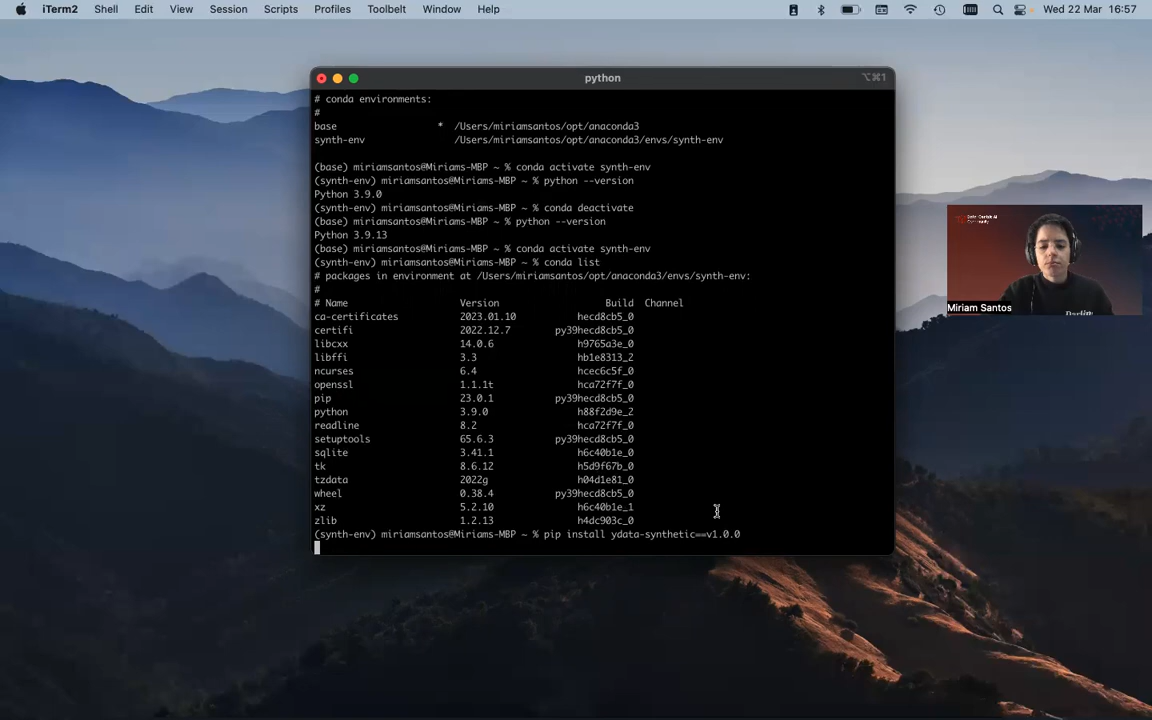 iTerm2 Shell Edit View Session Scripts Profiles Toolbelt Window Help Wed 22 Mar 16:57
python ⌥⌘1
# conda environments:
#
base * /Users/miriamsantos/opt/anaconda3
synth-env /Users/miriamsantos/opt/anaconda3/envs/synth-env
(base) miriamsantos@Miriams-MBP ~ % conda activate synth-env
(synth-env) miriamsantos@Miriams-MBP ~ % python --version
Python 3.9.0
(synth-env) miriamsantos@Miriams-MBP ~ % conda deactivate
(base) miriamsantos@Miriams-MBP ~ % python --version
Python 3.9.13
(base) miriamsantos@Miriams-MBP ~ % conda activate synth-env
(synth-env) miriamsantos@Miriams-MBP ~ % conda list
# packages in environment at /Users/miriamsantos/opt/anaconda3/envs/synth-env:
#
# Name Version Build Channel
ca-certificates 2023.01.10 hecd8cb5_0
certifi 2022.12.7 py39hecd8cb5_0
libcxx 14.0.6 h9765a3e_0
libffi 3.3 hb1e8313_2
ncurses 6.4 hcec6c5f_0
openssl 1.1.1t hca72f7f_0
pip 23.0.1 py39hecd8cb5_0
python 3.9.0 h88f2d9e_2
readline 8.2 hca72f7f_0
setuptools 65.6.3 py39hecd8cb5_0
sqlite 3.41.1 h6c40b1e_0
tk 8.6.12 h5d9f67b_0
tzdata 2022g h04d1e81_0
wheel 0.38.4 py39hecd8cb5_0
xz 5.2.10 h6c40b1e_1
zlib 1.2.13 h4dc903c_0
(synth-env) miriamsantos@Miriams-MBP ~ % pip install ydata-synthetic==v1.0.0
Data-Centric AI
Community
Miriam Santos